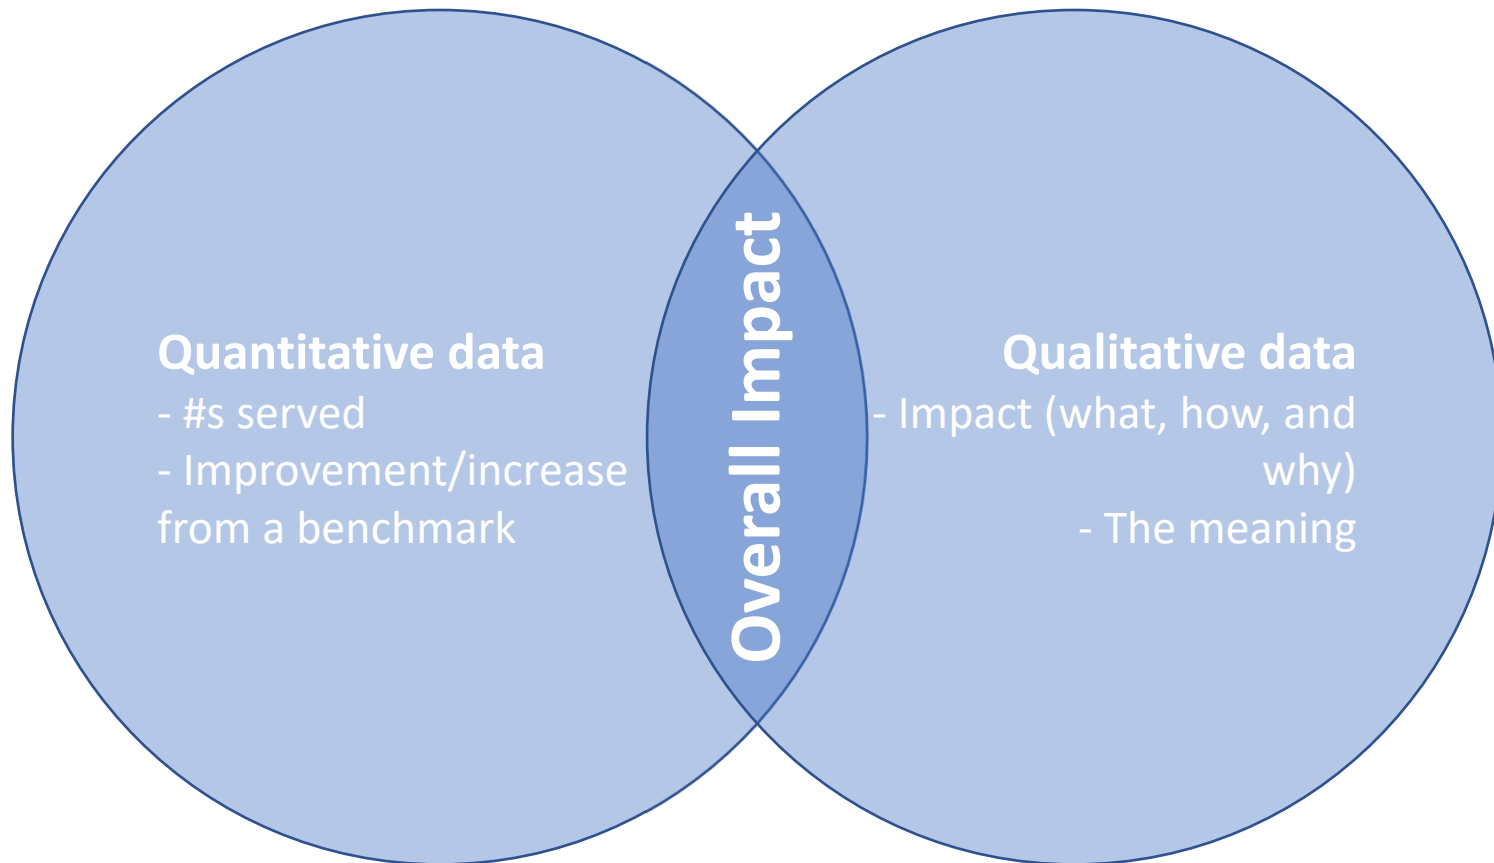 Quantitative data
- #s served
- Improvement/increase
from a benchmark
Overall Impact
Qualitative data
- Impact (what, how, and
why)
- The meaning